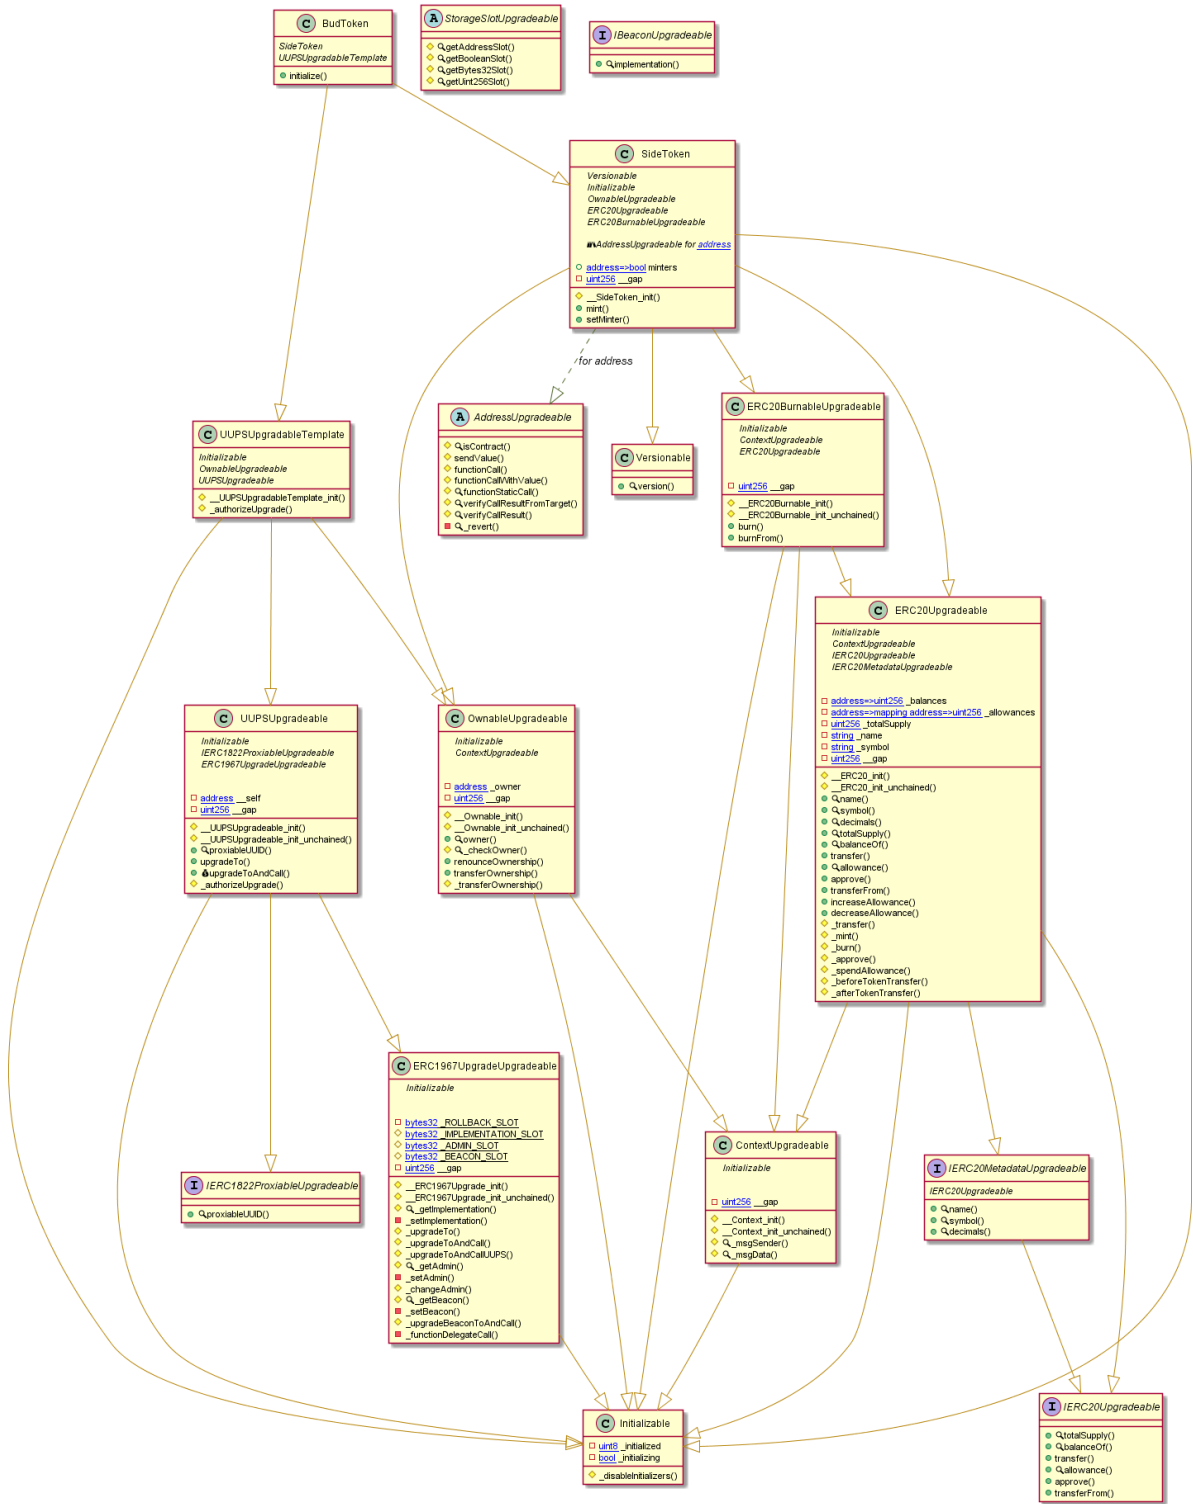 C BudToken
SideToken
UUPSUpgradableTemplate
initialize()
A StorageSlotUpgradeable
getAddressSlot()
getBooleanSlot()
getBytes32Slot()
getUint256Slot()
I IBeaconUpgradeable
implementation()
C SideToken
Versionable
Initializable
OwnableUpgradeable
ERC20Upgradeable
ERC20BurnableUpgradeable
AddressUpgradeable for address
address=>bool minters
uint256 __gap
__SideToken_init()
mint()
setMinter()
for address
C UUPSUpgradableTemplate
Initializable
OwnableUpgradeable
UUPSUpgradeable
__UUPSUpgradableTemplate_init()
_authorizeUpgrade()
A AddressUpgradeable
isContract()
sendValue()
functionCall()
functionCallWithValue()
functionStaticCall()
verifyCallResultFromTarget()
verifyCallResult()
_revert()
C Versionable
version()
C ERC20BurnableUpgradeable
Initializable
ContextUpgradeable
ERC20Upgradeable
uint256 __gap
__ERC20Burnable_init()
__ERC20Burnable_init_unchained()
burn()
burnFrom()
C ERC20Upgradeable
Initializable
ContextUpgradeable
IERC20Upgradeable
IERC20MetadataUpgradeable
address=>uint256 _balances
address=>mapping address=>uint256 _allowances
uint256 _totalSupply
string _name
string _symbol
uint256 __gap
__ERC20_init()
__ERC20_init_unchained()
name()
symbol()
decimals()
totalSupply()
balanceOf()
transfer()
allowance()
approve()
transferFrom()
increaseAllowance()
decreaseAllowance()
_transfer()
_mint()
_burn()
_approve()
_spendAllowance()
_beforeTokenTransfer()
_afterTokenTransfer()
C UUPSUpgradeable
Initializable
IERC1822ProxiableUpgradeable
ERC1967UpgradeUpgradeable
address __self
uint256 __gap
__UUPSUpgradeable_init()
__UUPSUpgradeable_init_unchained()
proxiableUUID()
upgradeTo()
upgradeToAndCall()
_authorizeUpgrade()
C OwnableUpgradeable
Initializable
ContextUpgradeable
address _owner
uint256 __gap
__Ownable_init()
__Ownable_init_unchained()
owner()
_checkOwner()
renounceOwnership()
transferOwnership()
_transferOwnership()
C ERC1967UpgradeUpgradeable
Initializable
bytes32 _ROLLBACK_SLOT
bytes32 _IMPLEMENTATION_SLOT
bytes32 _ADMIN_SLOT
bytes32 _BEACON_SLOT
uint256 __gap
__ERC1967Upgrade_init()
__ERC1967Upgrade_init_unchained()
_getImplementation()
_setImplementation()
_upgradeTo()
_upgradeToAndCall()
_upgradeToAndCallUUPS()
_getAdmin()
_setAdmin()
_changeAdmin()
_getBeacon()
_setBeacon()
_upgradeBeaconToAndCall()
_functionDelegateCall()
I IERC1822ProxiableUpgradeable
proxiableUUID()
C ContextUpgradeable
Initializable
uint256 __gap
__Context_init()
__Context_init_unchained()
_msgSender()
_msgData()
I IERC20MetadataUpgradeable
IERC20Upgradeable
name()
symbol()
decimals()
C Initializable
uint8 _initialized
bool _initializing
_disableInitializers()
I IERC20Upgradeable
totalSupply()
balanceOf()
transfer()
allowance()
approve()
transferFrom()